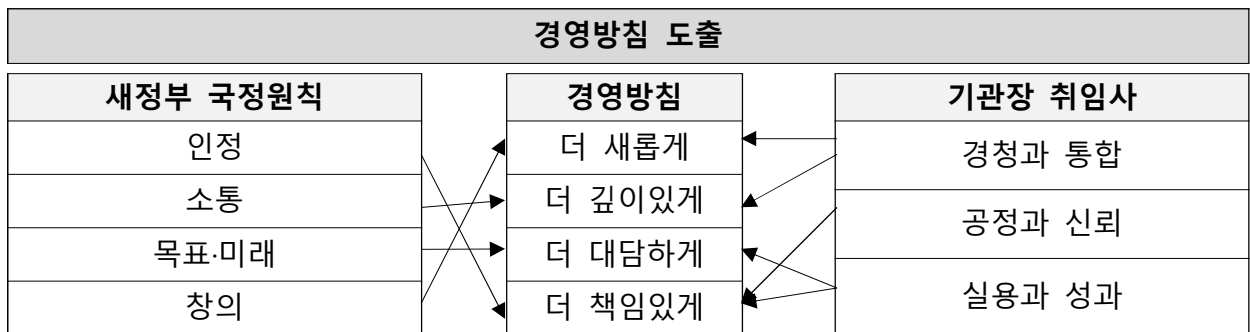 경영방침 도출
새정부 국정원칙
인정
소통
목표·미래
창의
경영방침
더 새롭게
더 깊이있게
더 대담하게
더 책임있게
기관장 취임사
경청과 통합
공정과 신뢰
실용과 성과